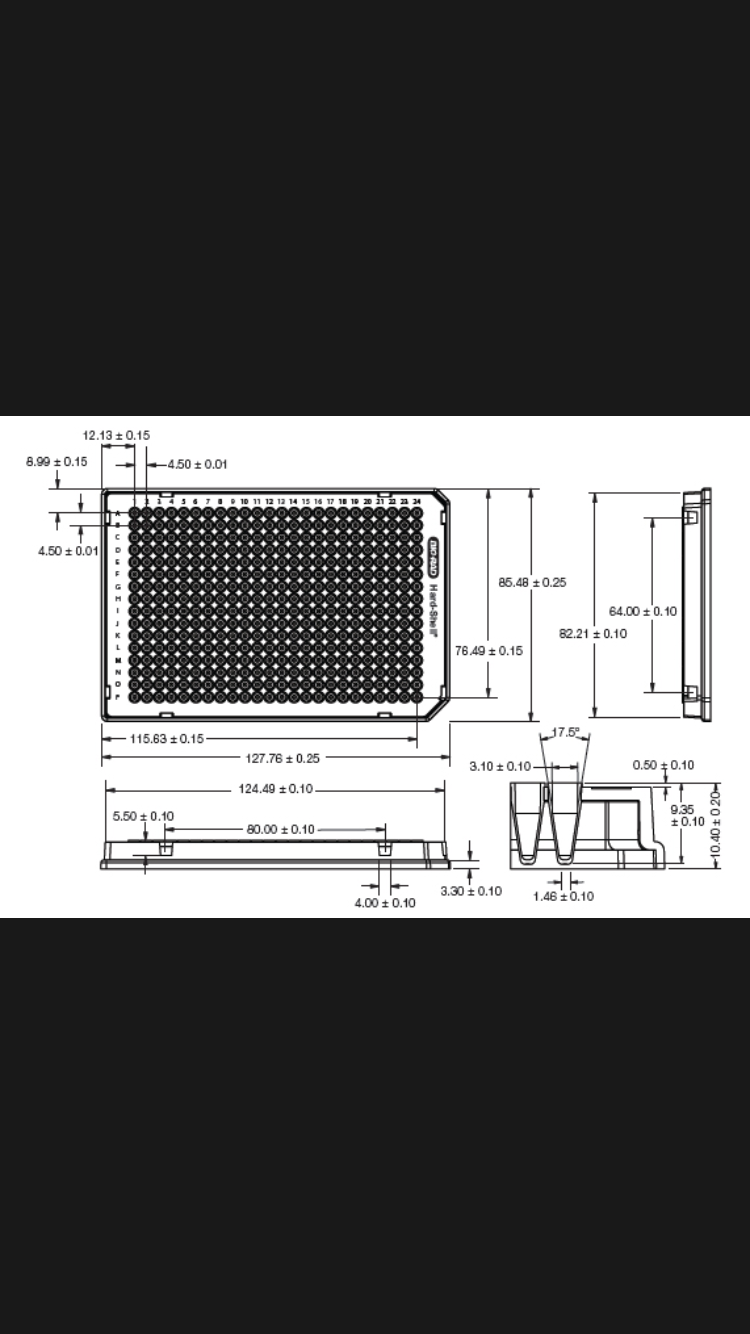 12.13 ± 0.15
8.99 ± 0.15
4.50 ± 0.01
1 2 3 4 5 6 7 8 9 10 11 12 13 14 15 16 17 18 19 20 21 22 23 24
A
B
4.50 ± 0.01
C
D
E
F
G
H
I
J
K
L
M
N
O
P
BIO-RAD
Hard-Shell®
85.48 ± 0.25
76.49 ± 0.15
64.00 ± 0.10
82.21 ± 0.10
115.63 ± 0.15
127.76 ± 0.25
124.49 ± 0.10
5.50 ± 0.10
80.00 ± 0.10
4.00 ± 0.10
3.30 ± 0.10
17.5°
3.10 ± 0.10
0.50 ± 0.10
9.35
± 0.10
10.40 ± 0.20
1.46 ± 0.10